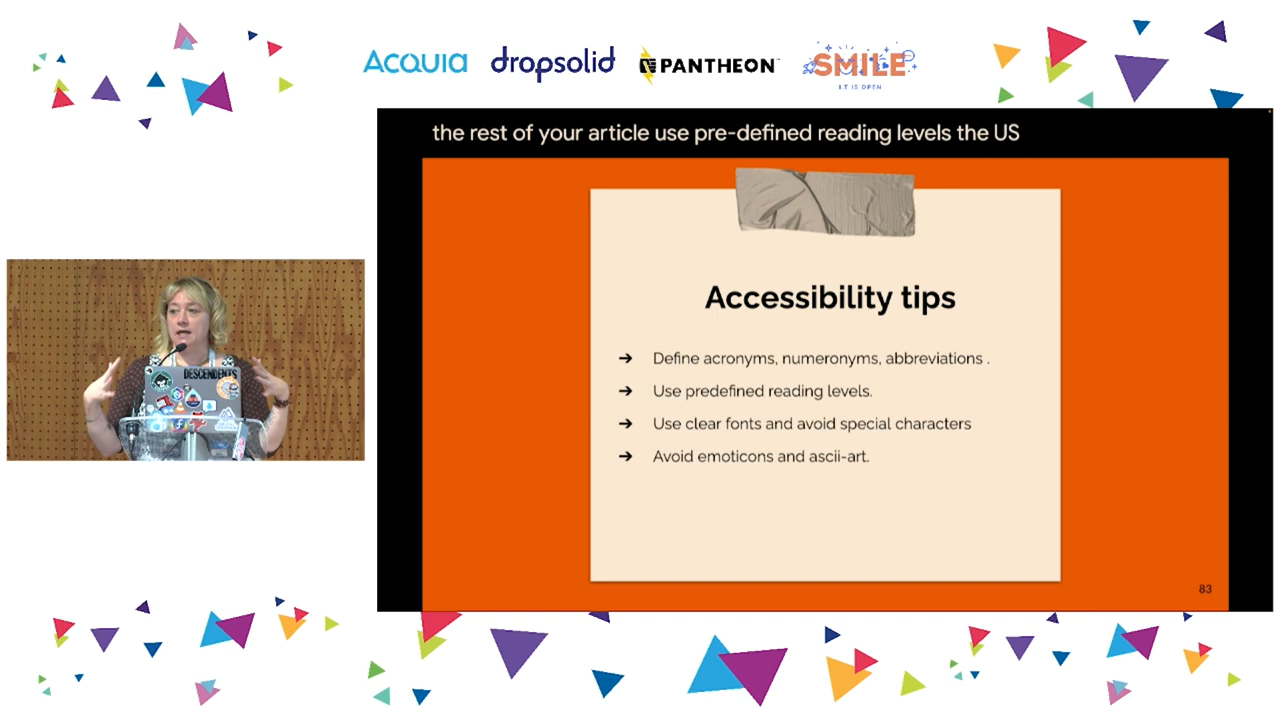 Acquia
dropsolid
PANTHEON
SMILE
I.T IS OPEN
the rest of your article use pre-defined reading levels the US
DESCENDENTS
Accessibility tips
➔ Define acronyms, numeronyms, abbreviations .
➔ Use predefined reading levels.
➔ Use clear fonts and avoid special characters
➔ Avoid emoticons and ascii-art.
83